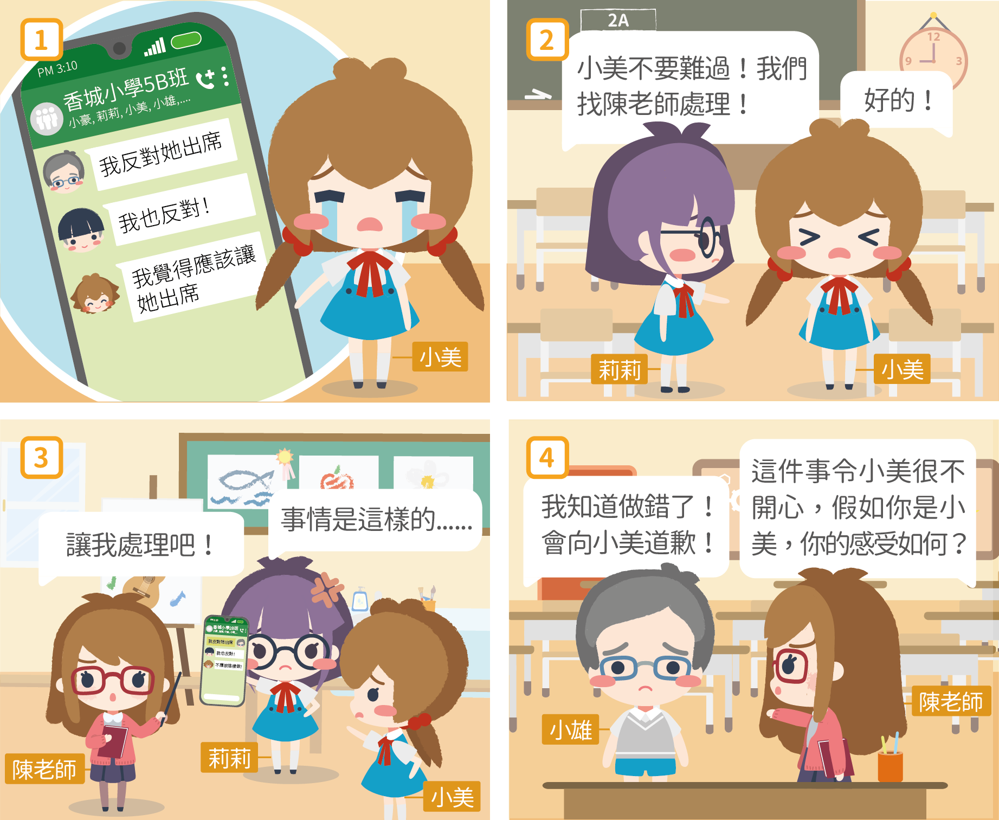 1
PM 3:10
香城小學5B班
小豪, 莉莉, 小美, 小雄,....
我反對她出席
我也反對！
我覺得應該讓
她出席
小美
2
2A
12
9
3
小美不要難過！我們
找陳老師處理！
好的！
莉莉
小美
3
讓我處理吧！
事情是這樣的......
香城小學2B班
我反對她出席
我也反對!
不應該這樣做!
陳老師
莉莉
小美
4
我知道做錯了！
會向小美道歉！
這件事令小美很不
開心，假如你是小
美，你的感受如何？
小雄
陳老師